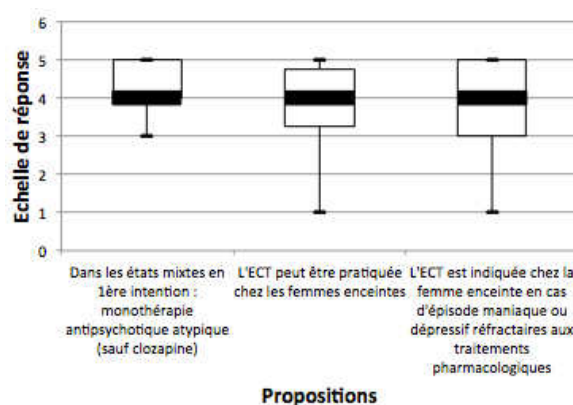 Echelle de réponse
6
5
4
3
2
1
0
Dans les états mixtes en
1ère intention :
monothérapie
antipsychotique atypique
(sauf clozapine)
L'ECT peut être pratiquée
chez les femmes enceintes
L'ECT est indiquée chez la
femme enceinte en cas
d'épisode maniaque ou
dépressif réfractaires aux
traitements
pharmacologiques
Propositions